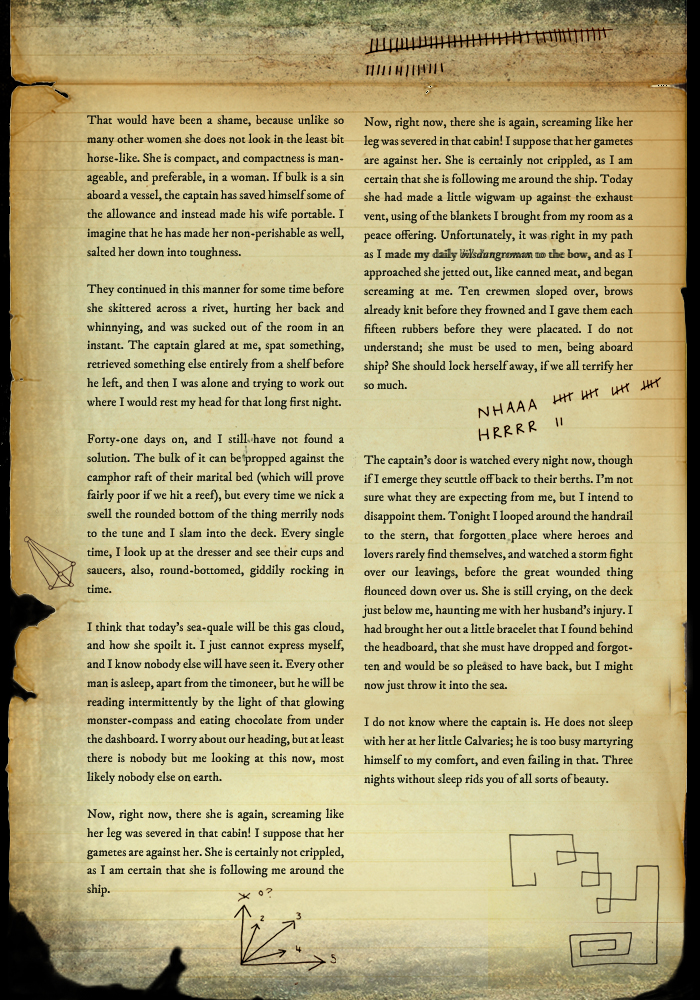 That would have been a shame, because unlike so
many other women she does not look in the least bit
horse-like. She is compact, and compactness is man-
ageable, and preferable, in a woman. If bulk is a sin
aboard a vessel, the captain has saved himself some of
the allowance and instead made his wife portable. I
imagine that he has made her non-perishable as well,
salted her down into toughness.
They continued in this manner for some time before
she skittered across a rivet, hurting her back and
whinnying, and was sucked out of the room in an
instant. The captain glared at me, spat something,
retrieved something else entirely from a shelf before
he left, and then I was alone and trying to work out
where I would rest my head for that long first night.
Forty-one days on, and I still have not found a
solution. The bulk of it can be propped against the
camphor raft of their marital bed (which will prove
fairly poor if we hit a reef), but every time we nick a
swell the rounded bottom of the thing merrily nods
to the tune and I slam into the deck. Every single
time, I look up at the dresser and see their cups and
saucers, also, round-bottomed, giddily rocking in
time.
I think that today's sea-quale will be this gas cloud,
and how she spoilt it. I just cannot express myself,
and I know nobody else will have seen it. Every other
man is asleep, apart from the timoneer, but he will be
reading intermittently by the light of that glowing
monster-compass and eating chocolate from under
the dashboard. I worry about our heading, but at least
there is nobody but me looking at this now, most
likely nobody else on earth.
Now, right now, there she is again, screaming like
her leg was severed in that cabin! I suppose that her
gametes are against her. She is certainly not crippled,
as I am certain that she is following me around the
ship.
X 0?
2
3
4
5
Now, right now, there she is again, screaming like her
leg was severed in that cabin! I suppose that her gametes
are against her. She is certainly not crippled, as I am
certain that she is following me around the ship. Today
she had made a little wigwam up against the exhaust
vent, using of the blankets I brought from my room as a
peace offering. Unfortunately, it was right in my path
as I made my daily to the bow, and as I
approached she jetted out, like canned meat, and began
screaming at me. Ten crewmen sloped over, brows
already knit before they frowned and I gave them each
fifteen rubbers before they were placated. I do not
understand; she must be used to men, being aboard
ship? She should lock herself away, if we all terrify her
so much.
NHAAA
HRRRR
The captain's door is watched every night now, though
if I emerge they scuttle off back to their berths. I'm not
sure what they are expecting from me, but I intend to
disappoint them. Tonight I looped around the handrail
to the stern, that forgotten place where heroes and
lovers rarely find themselves, and watched a storm fight
over our leavings, before the great wounded thing
flounced down over us. She is still crying, on the deck
just below me, haunting me with her husband's injury. I
had brought her out a little bracelet that I found behind
the headboard, that she must have dropped and forgot-
ten and would be so pleased to have back, but I might
now just throw it into the sea.
I do not know where the captain is. He does not sleep
with her at her little Calvaries; he is too busy martyring
himself to my comfort, and even failing in that. Three
nights without sleep rids you of all sorts of beauty.